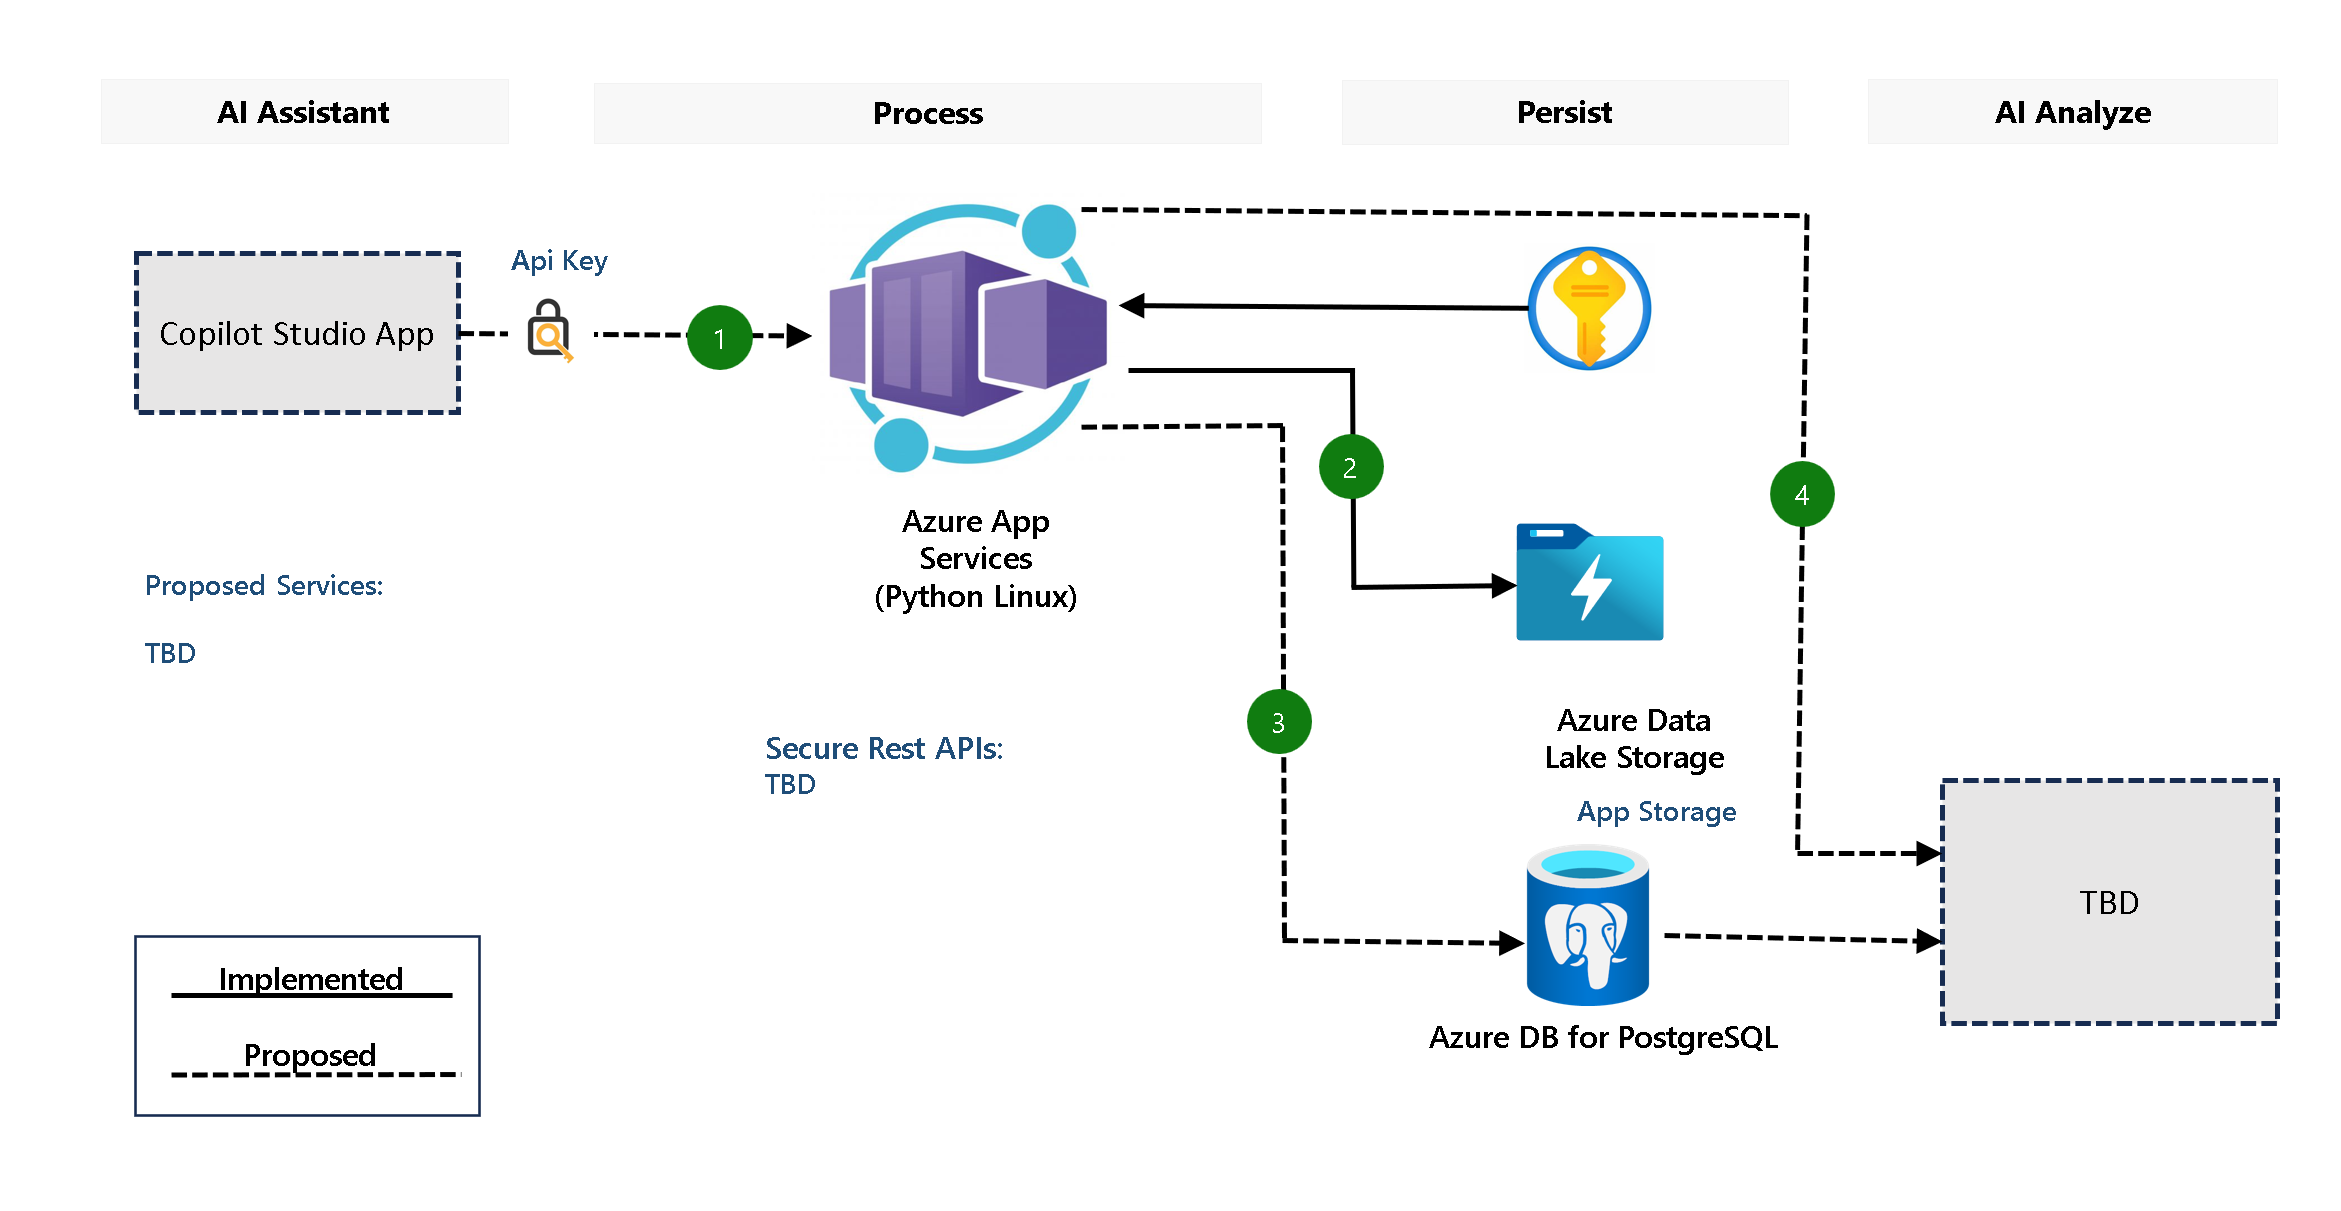 AI Assistant
Process
Persist
AI Analyze
Copilot Studio App
Api Key
1
Azure App
Services
(Python Linux)
2
3
4
Proposed Services:
TBD
Secure Rest APIs:
TBD
Azure Data
Lake Storage
App Storage
Azure DB for PostgreSQL
TBD
Implemented
Proposed